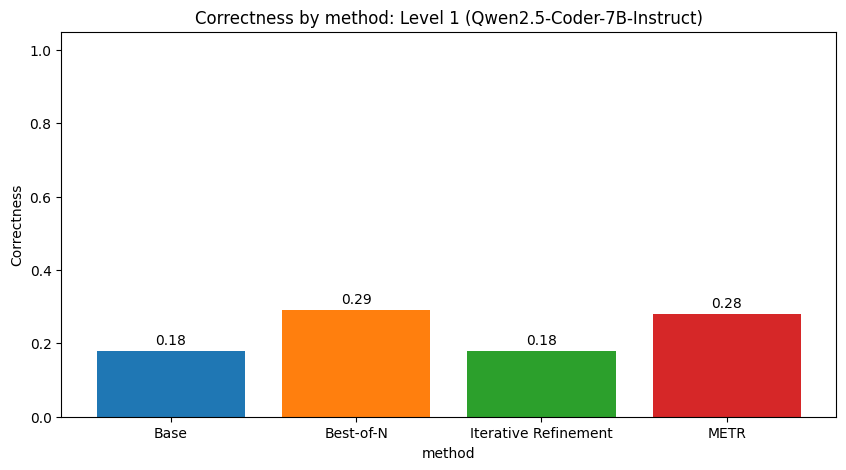 Correctness by method: Level 1 (Qwen2.5-Coder-7B-Instruct)
1.0
0.8
0.6
0.4
0.2
0.0
Correctness
0.18
0.29
0.18
0.28
Base
Best-of-N
Iterative Refinement
METR
method